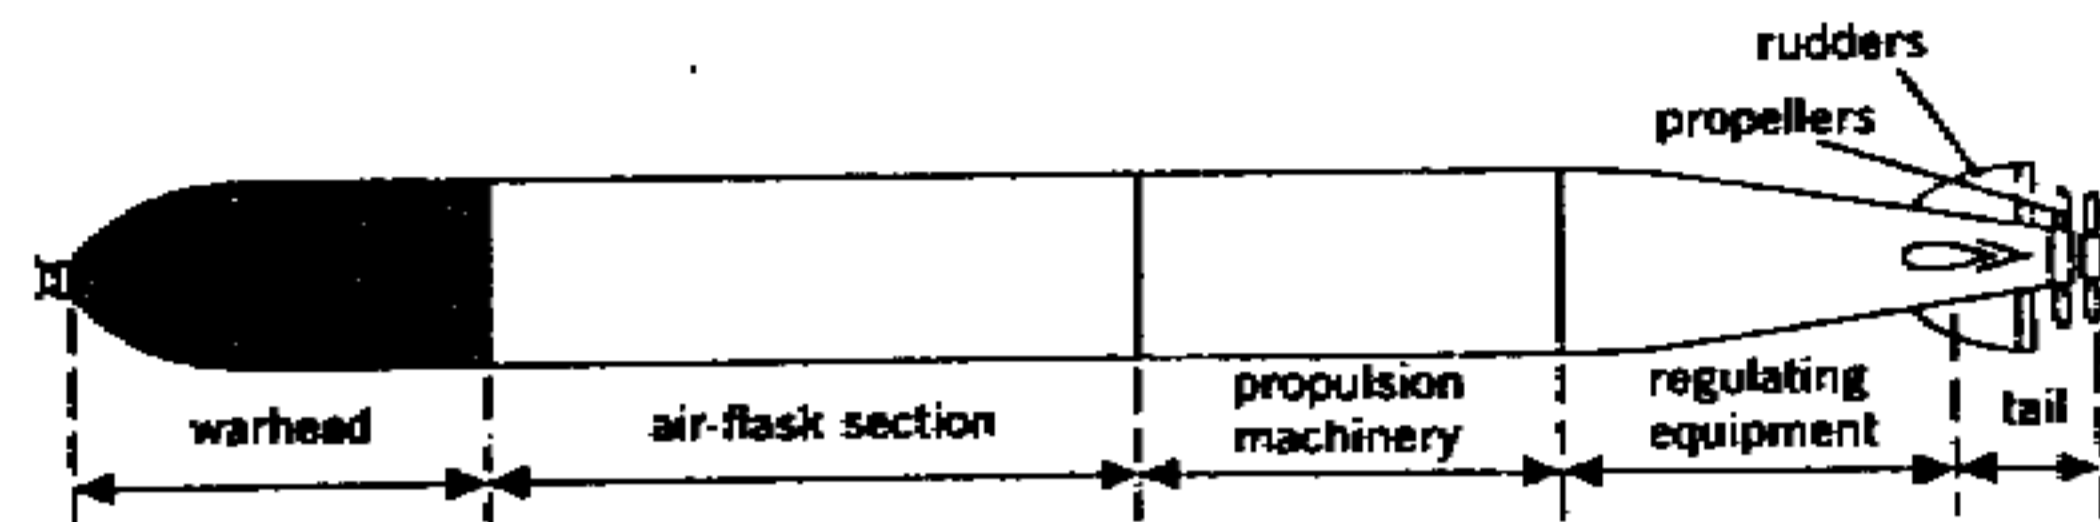 rudders
propellers
warhead
air-flask section
propulsion
machinery
regulating
equipment
tail